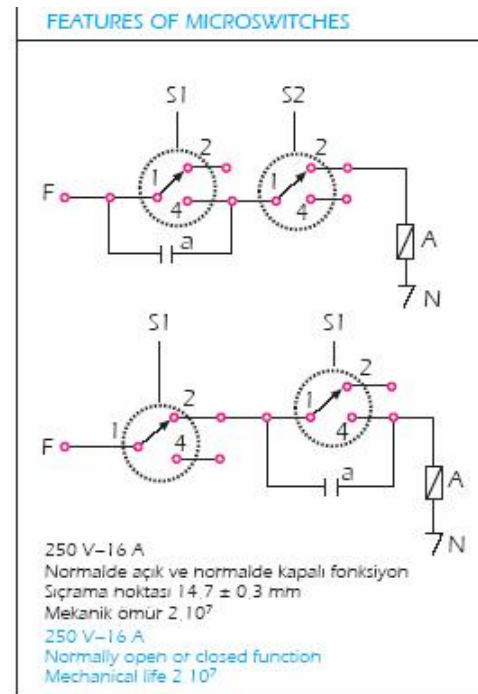 FEATURES OF MICROSWITCHES
S1 S2
2 2
F 1 1
4 4
a
A
N
S1 S1
2
2 1
1
4 4
F
a A
N
250 V–16 A
Normalde açık ve normalde kapalı fonksiyon
Sıçrama noktası 14,7 ± 0,3 mm
Mekanik ömür 2.10⁷
250 V–16 A
Normally open or closed function
Mechanical life 2.10⁷